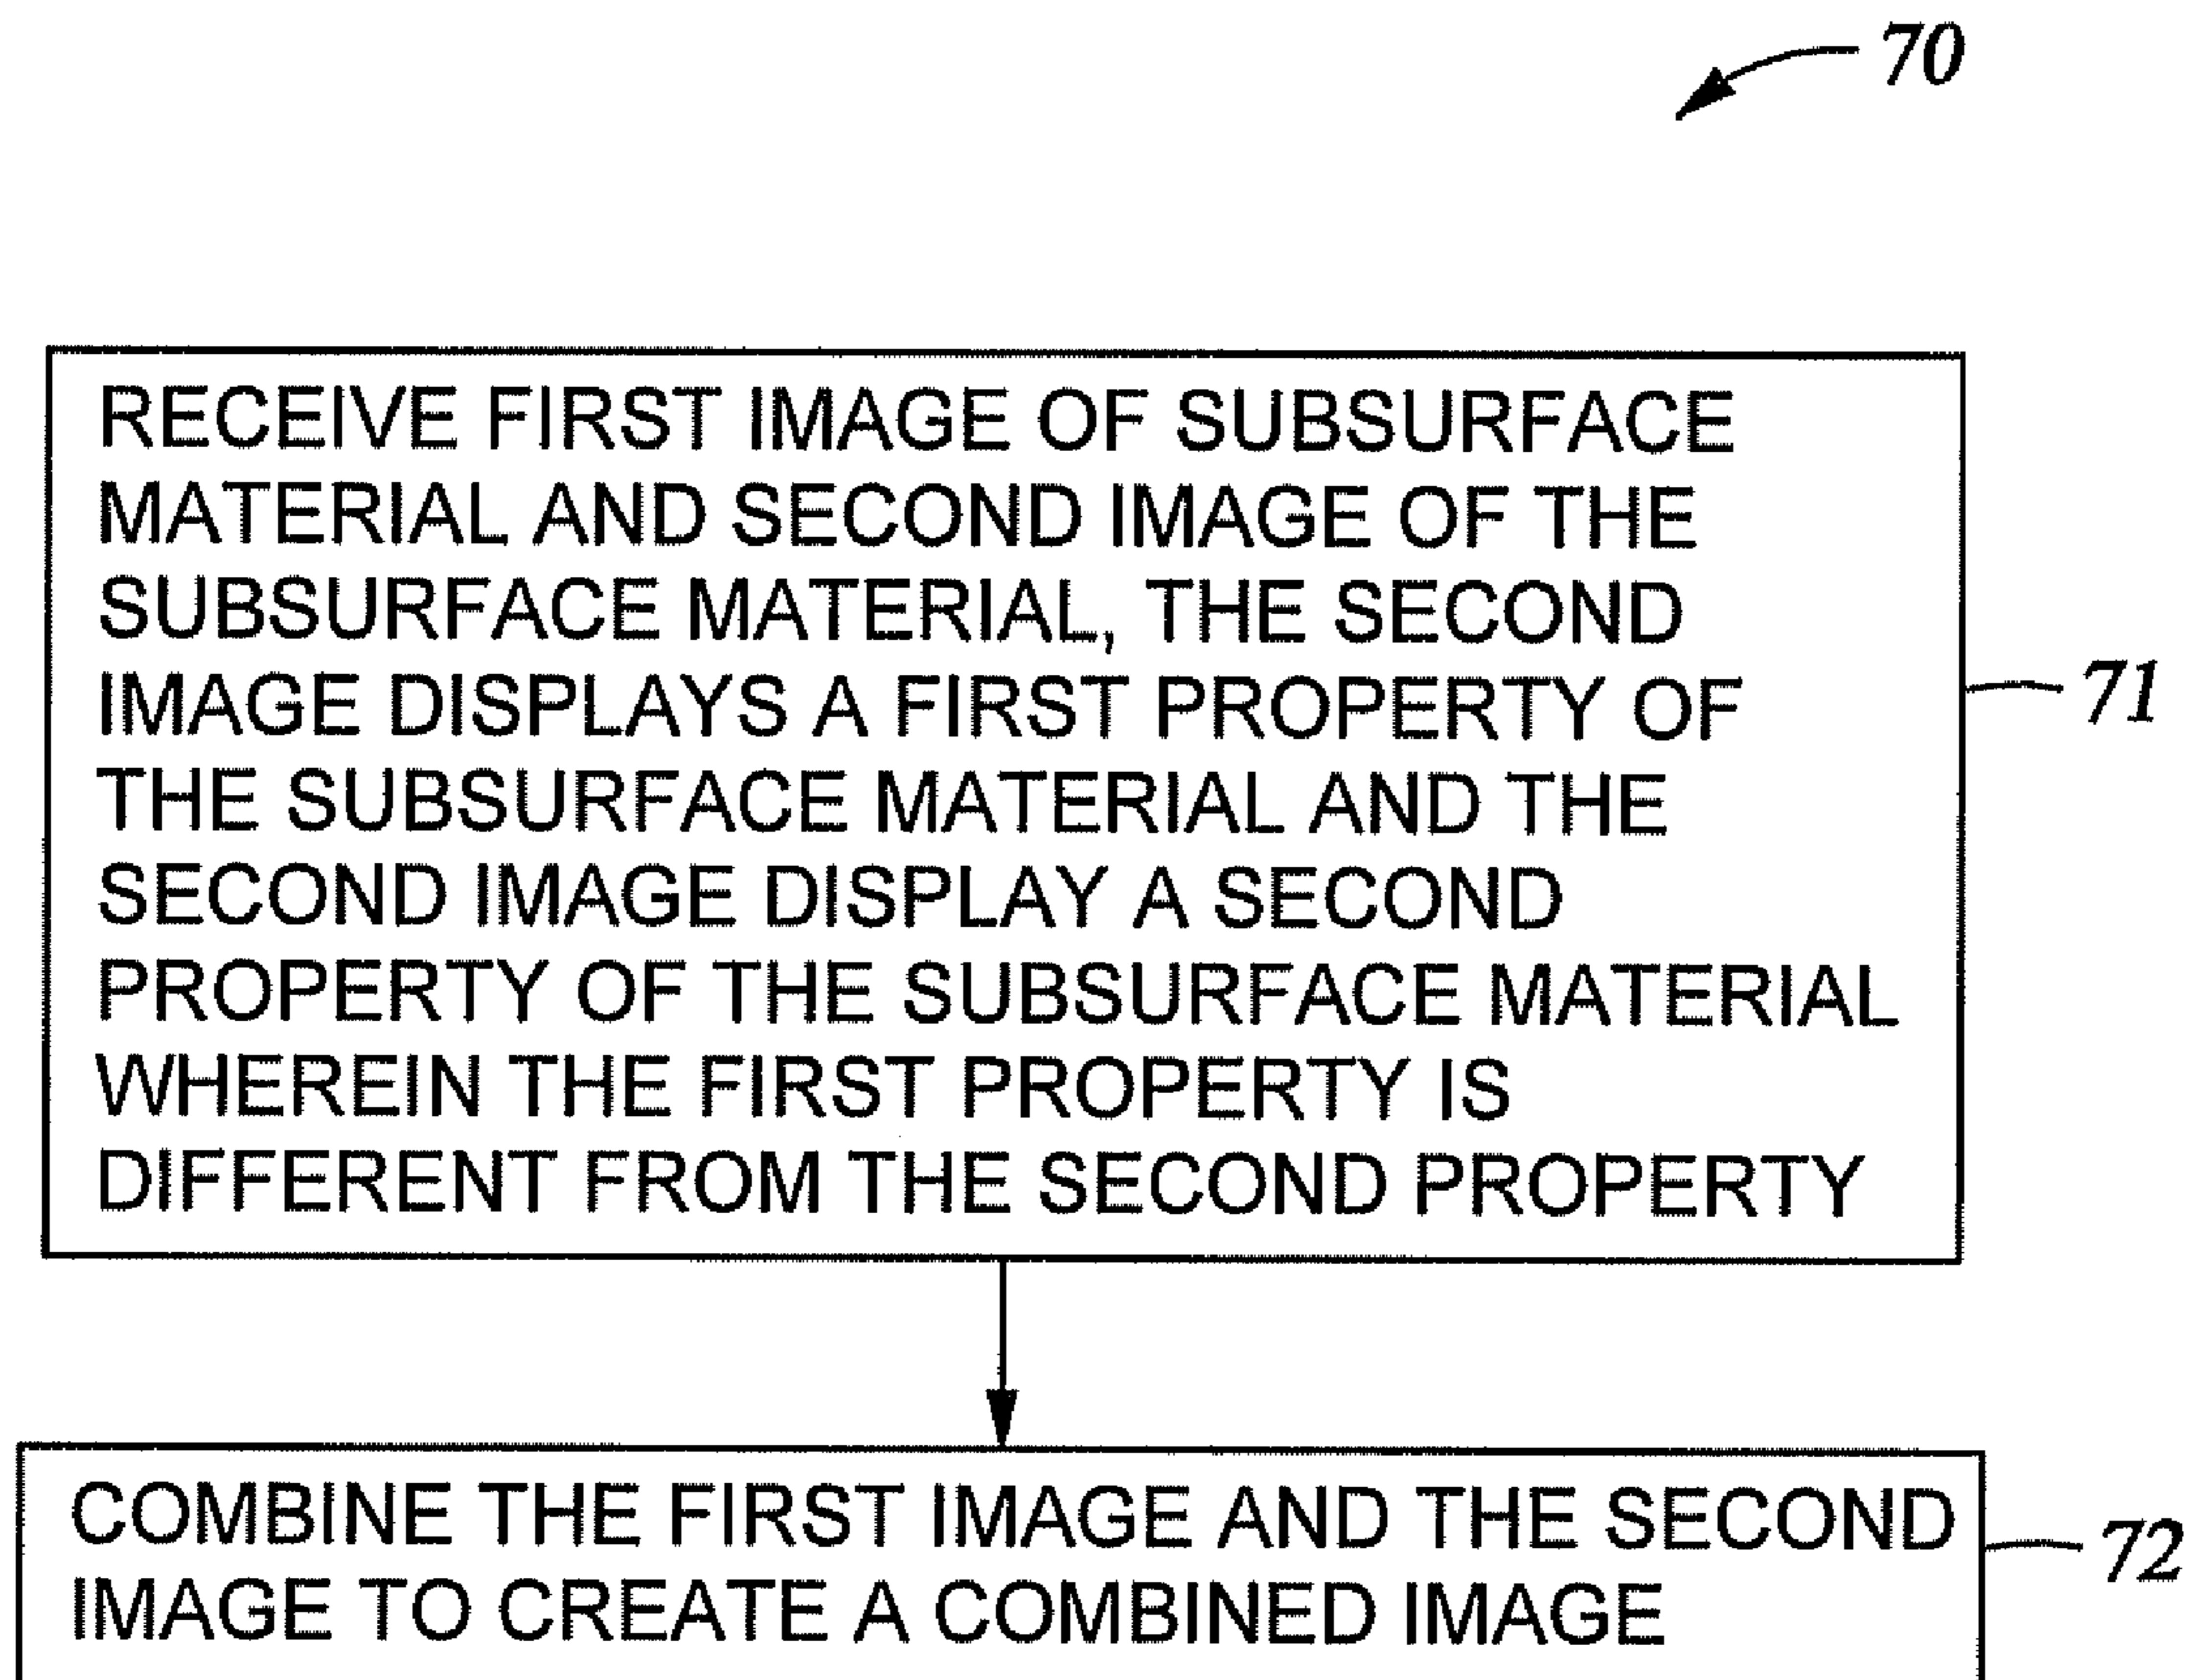 70
RECEIVE FIRST IMAGE OF SUBSURFACE
MATERIAL AND SECOND IMAGE OF THE
SUBSURFACE MATERIAL, THE SECOND
IMAGE DISPLAYS A FIRST PROPERTY OF
THE SUBSURFACE MATERIAL AND THE
SECOND IMAGE DISPLAY A SECOND
PROPERTY OF THE SUBSURFACE MATERIAL
WHEREIN THE FIRST PROPERTY IS
DIFFERENT FROM THE SECOND PROPERTY
71
COMBINE THE FIRST IMAGE AND THE SECOND
IMAGE TO CREATE A COMBINED IMAGE
72